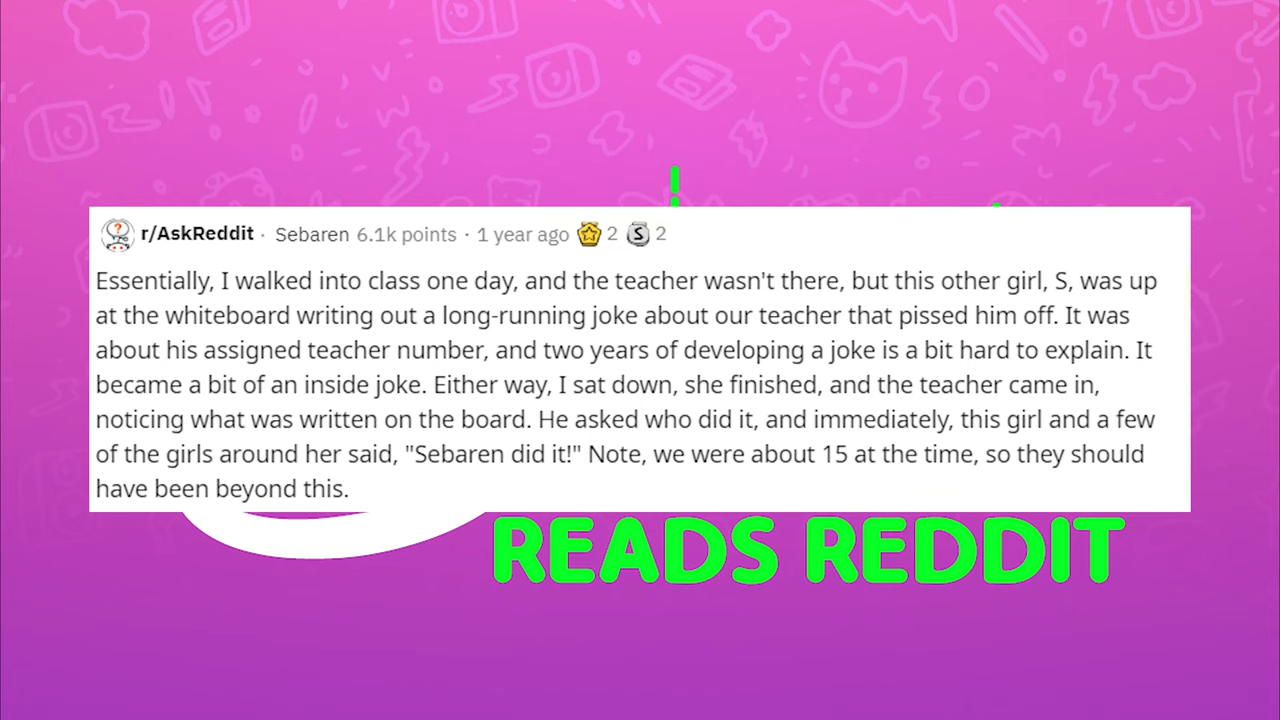 r/AskReddit · Sebaren 6.1k points · 1 year ago 2 S 2
Essentially, I walked into class one day, and the teacher wasn't there, but this other girl, S, was up
at the whiteboard writing out a long-running joke about our teacher that pissed him off. It was
about his assigned teacher number, and two years of developing a joke is a bit hard to explain. It
became a bit of an inside joke. Either way, I sat down, she finished, and the teacher came in,
noticing what was written on the board. He asked who did it, and immediately, this girl and a few
of the girls around her said, "Sebaren did it!" Note, we were about 15 at the time, so they should
have been beyond this.
READS REDDIT